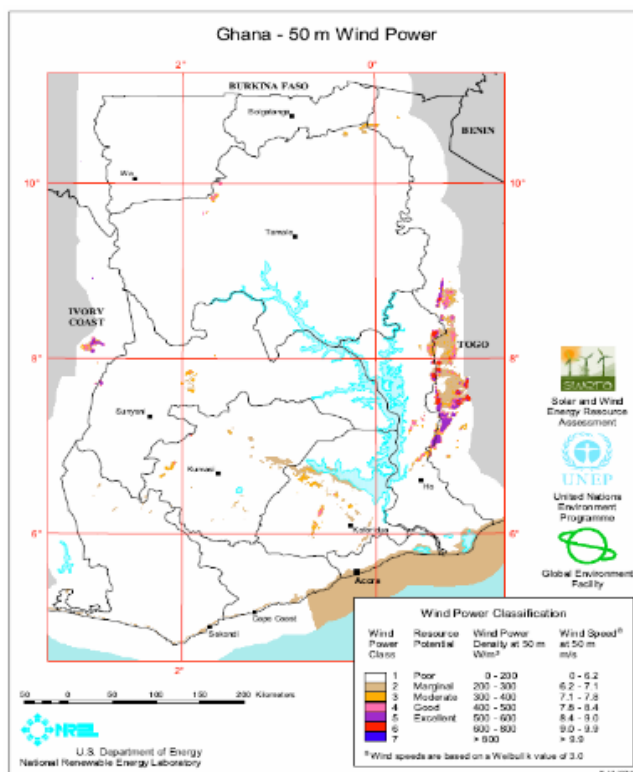 Ghana - 50 m Wind Power
2° 0°
BURKINA FASO
Bolgatanga
BENIN
Wa
10° 10°
Tamale
IVORY
COAST
TOGO
8° 8°
Sunyani
Kumasi
Ho
6° 6°
Koforidua
Accra
Cape Coast
Sekondi
2°
SWERA
Solar and Wind
Energy Resource
Assessment
UNEP
United Nations
Environment
Programme
Global Environment
Facility
50 0 50 100 150 200 Kilometers
NREL
U.S. Department of Energy
National Renewable Energy Laboratory
Wind Power Classification
Wind Power Class Resource Potential Wind Power Density at 50 m W/m² Wind Speedª at 50 m m/s
1 Poor 0 - 200 0 - 6.2
2 Marginal 200 - 300 6.2 - 7.1
3 Moderate 300 - 400 7.1 - 7.8
4 Good 400 - 500 7.8 - 8.4
5 Excellent 500 - 600 8.4 - 9.0
6 600 - 800 9.0 - 9.9
7 > 800 > 9.9
ª Wind speeds are based on a Weibull k value of 3.0